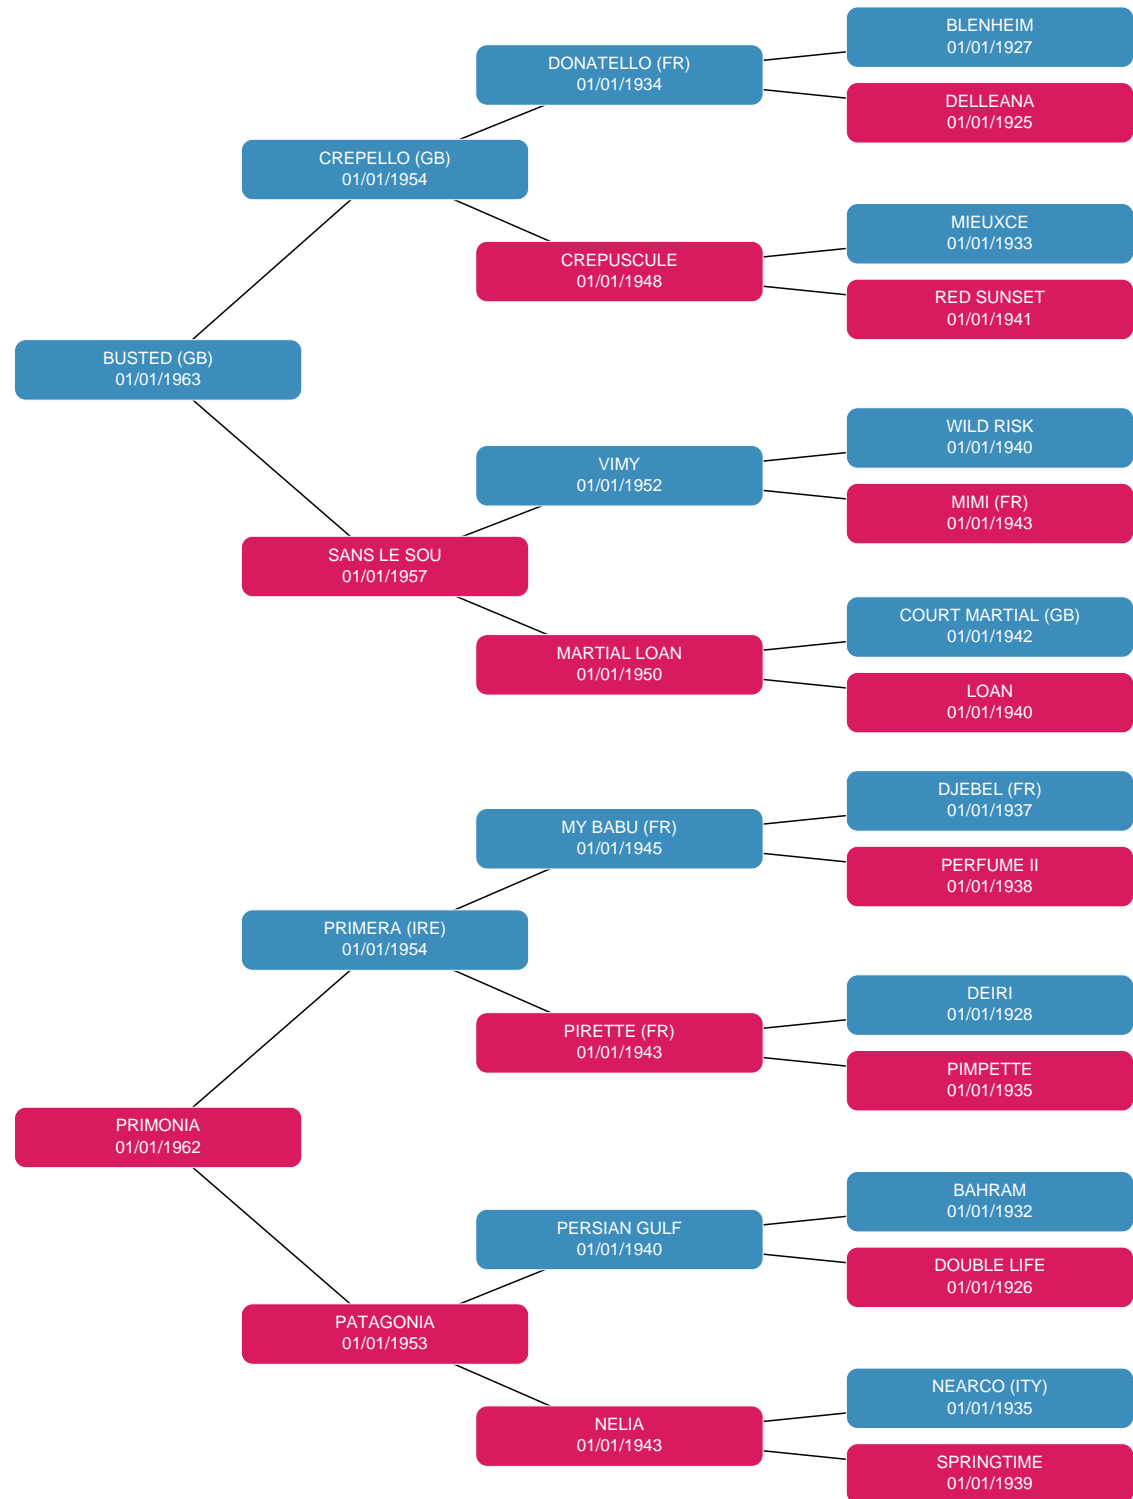 BLENHEIM
01/01/1927
DONATELLO (FR)
01/01/1934
DELLEANA
01/01/1925
CREPELLO (GB)
01/01/1954
MIEUXCE
01/01/1933
CREPUSCULE
01/01/1948
RED SUNSET
01/01/1941
BUSTED (GB)
01/01/1963
WILD RISK
01/01/1940
VIMY
01/01/1952
MIMI (FR)
01/01/1943
SANS LE SOU
01/01/1957
COURT MARTIAL (GB)
01/01/1942
MARTIAL LOAN
01/01/1950
LOAN
01/01/1940
DJEBEL (FR)
01/01/1937
MY BABU (FR)
01/01/1945
PERFUME II
01/01/1938
PRIMERA (IRE)
01/01/1954
DEIRI
01/01/1928
PIRETTE (FR)
01/01/1943
PIMPETTE
01/01/1935
PRIMONIA
01/01/1962
BAHRAM
01/01/1932
PERSIAN GULF
01/01/1940
DOUBLE LIFE
01/01/1926
PATAGONIA
01/01/1953
NEARCO (ITY)
01/01/1935
NELIA
01/01/1943
SPRINGTIME
01/01/1939